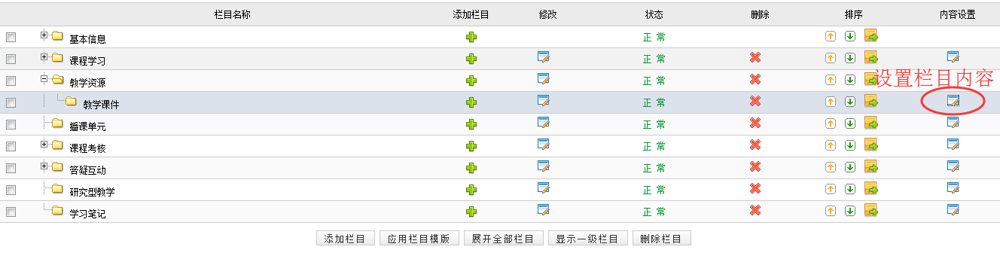 栏目名称 添加栏目 修改 状态 删除 排序 内容设置
基本信息 正 常
课程学习 正 常
教学资源 正 常 设置栏目内容
教学课件 正 常
播课单元 正 常
课程考核 正 常
答疑互动 正 常
研究型教学 正 常
学习笔记 正 常
添加栏目 应用栏目模版 展开全部栏目 显示一级栏目 删除栏目